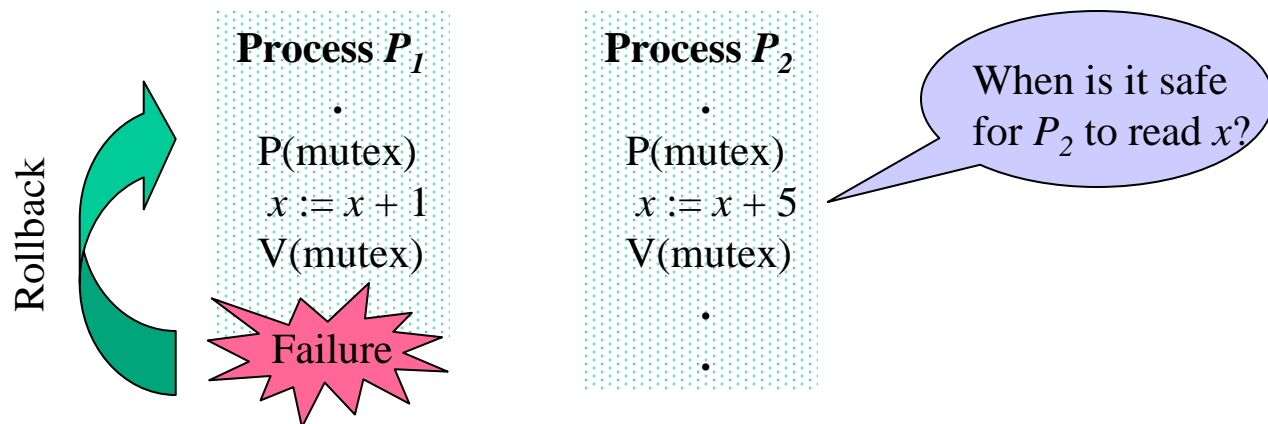 Rollback
Process P1
.
P(mutex)
x := x + 1
V(mutex)
Failure
Process P2
.
P(mutex)
x := x + 5
V(mutex)
.
.
When is it safe
for P2 to read x?